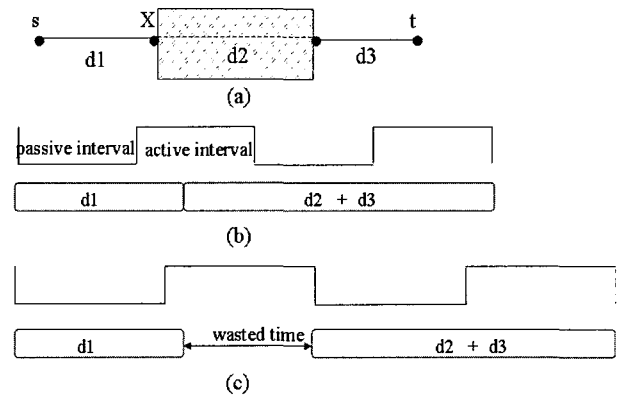 s X t
d1 d2 d3
(a)
passive interval active interval
d1 d2 + d3
(b)
d1 wasted time d2 + d3
(c)